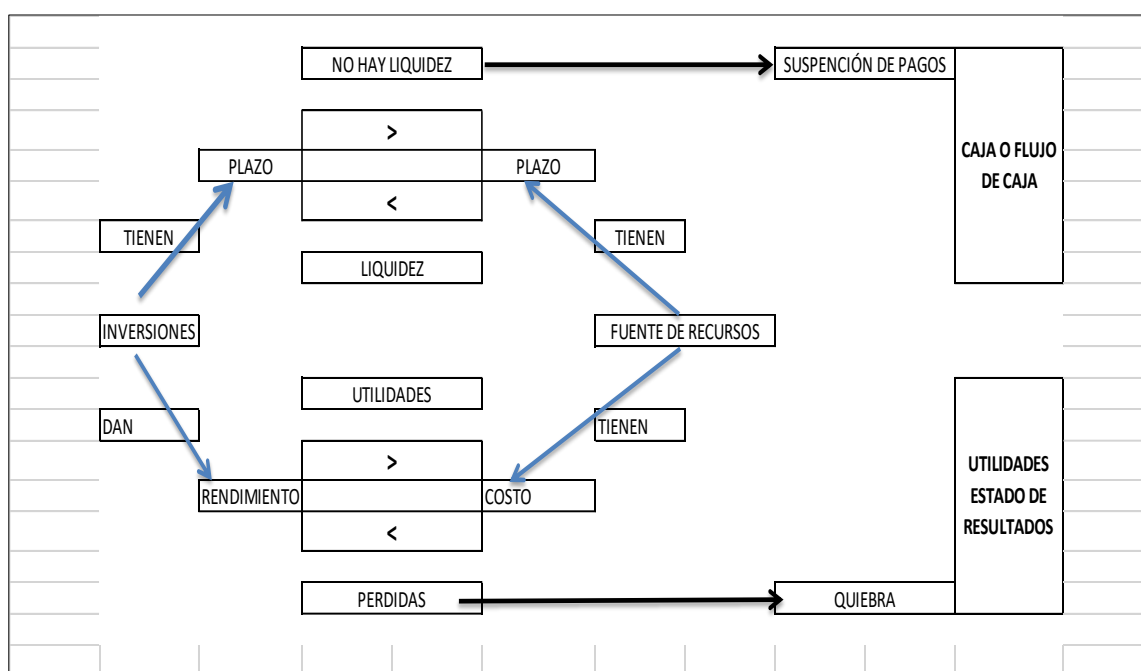 NO HAY LIQUIDEZ
SUSPENCIÓN DE PAGOS
>
CAJA O FLUJO
DE CAJA
PLAZO
PLAZO
<
TIENEN
TIENEN
LIQUIDEZ
INVERSIONES
FUENTE DE RECURSOS
UTILIDADES
DAN
TIENEN
>
UTILIDADES
ESTADO DE
RESULTADOS
RENDIMIENTO
COSTO
<
PERDIDAS
QUIEBRA